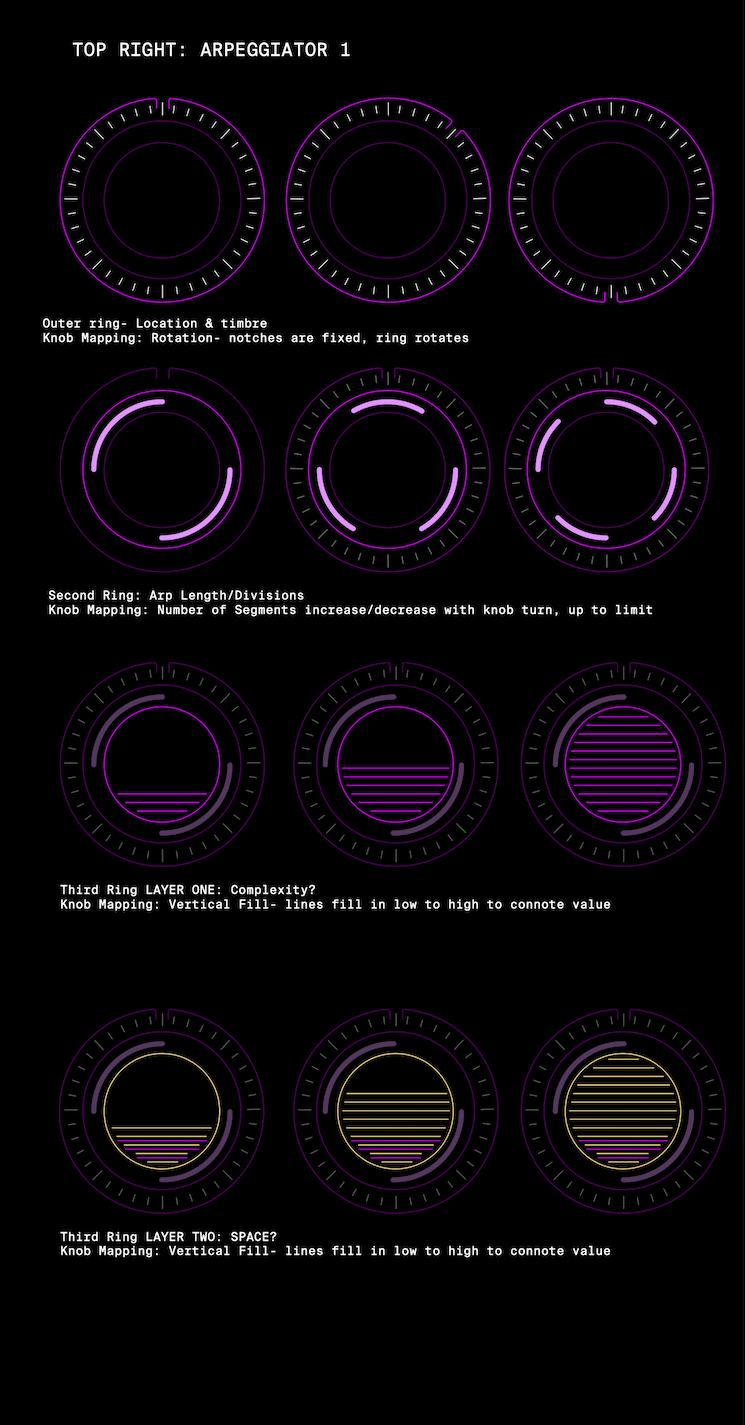 TOP RIGHT: ARPEGGIATOR 1
Outer ring- Location & timbre
Knob Mapping: Rotation- notches are fixed, ring rotates
Second Ring: Arp Length/Divisions
Knob Mapping: Number of Segments increase/decrease with knob turn, up to limit
Third Ring LAYER ONE: Complexity?
Knob Mapping: Vertical Fill- lines fill in low to high to connote value
Third Ring LAYER TWO: SPACE?
Knob Mapping: Vertical Fill- lines fill in low to high to connote value